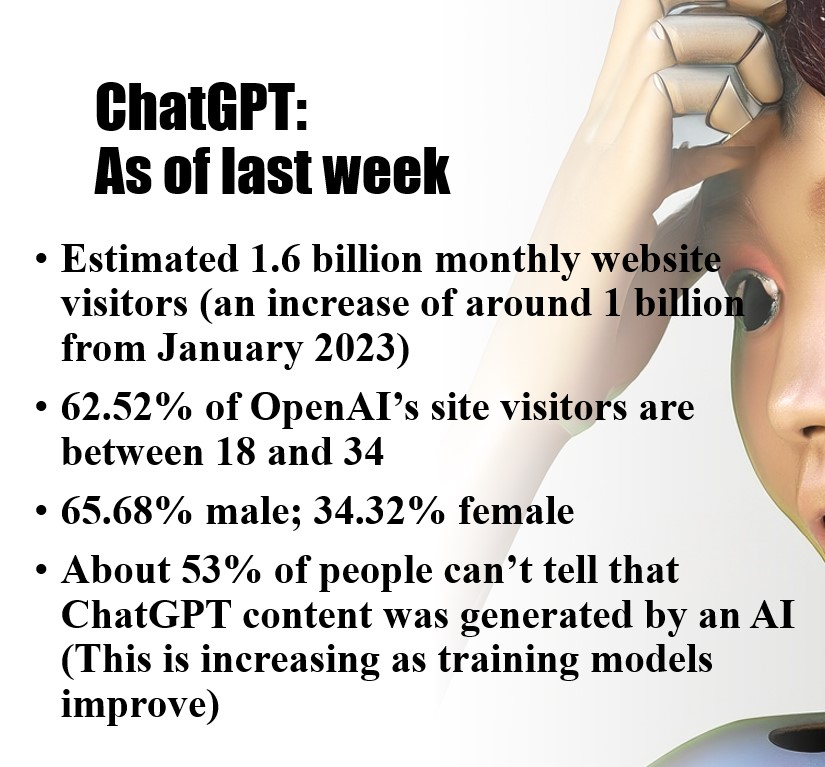 ChatGPT:
As of last week
• Estimated 1.6 billion monthly website
visitors (an increase of around 1 billion
from January 2023)
• 62.52% of OpenAI’s site visitors are
between 18 and 34
• 65.68% male; 34.32% female
• About 53% of people can’t tell that
ChatGPT content was generated by an AI
(This is increasing as training models
improve)